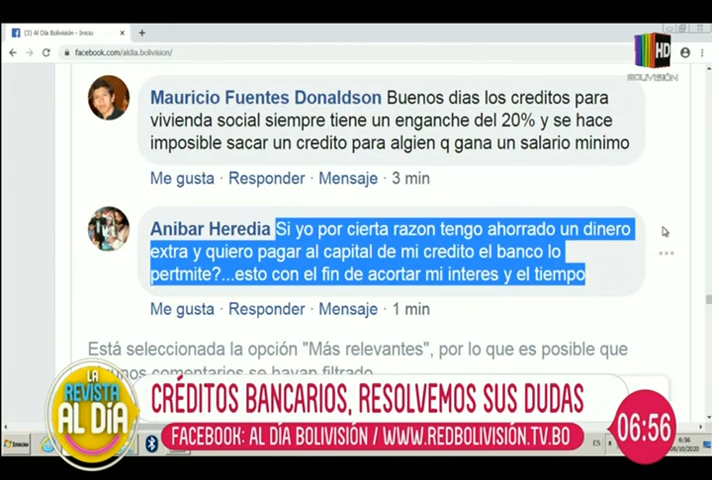 (3) Al Día Bolivisión - Inicio
facebook.com/aldia.bolivision/
HD
BOLIVISIÓN
Mauricio Fuentes Donaldson Buenos dias los creditos para
vivienda social siempre tiene un enganche del 20% y se hace
imposible sacar un credito para algien q gana un salario minimo
Me gusta · Responder · Mensaje · 3 min
Anibar Heredia Si yo por cierta razon tengo ahorrado un dinero
extra y quiero pagar al capital de mi credito el banco lo
pertmite?...esto con el fin de acortar mi interes y el tiempo
Me gusta · Responder · Mensaje · 1 min
Está seleccionada la opción "Más relevantes", por lo que es posible que
comentarios se hayan filtrado
LA
REVISTA
AL DÍA
CRÉDITOS BANCARIOS, RESOLVEMOS SUS DUDAS
FACEBOOK: AL DÍA BOLIVISIÓN / WWW.REDBOLIVISIÓN.TV.BO
06:56
Inicio
ES
6:56